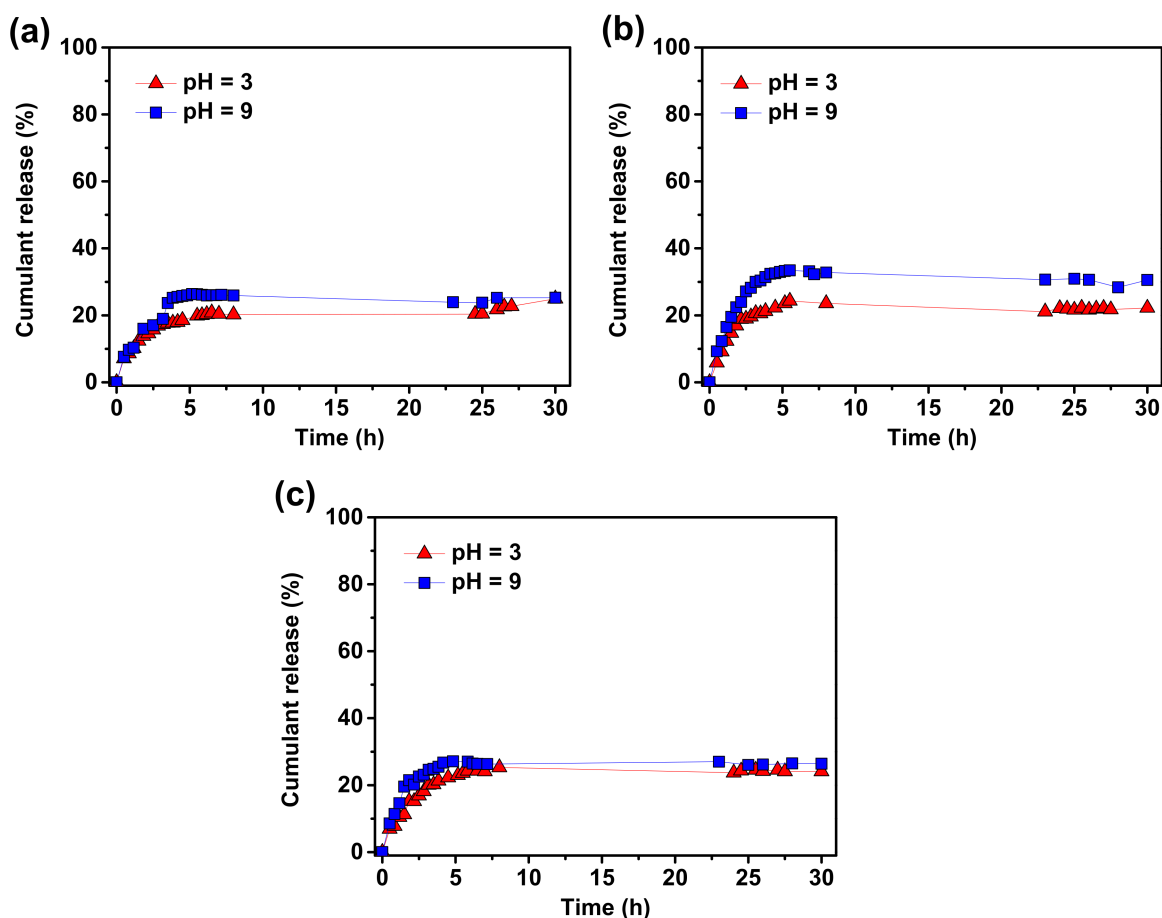 (a)
100
80
60
40
20
0
Cumulant release (%)
pH = 3
pH = 9
0 5 10 15 20 25 30
Time (h)
(b)
100
80
60
40
20
0
Cumulant release (%)
pH = 3
pH = 9
0 5 10 15 20 25 30
Time (h)
(c)
100
80
60
40
20
0
Cumulant release (%)
pH = 3
pH = 9
0 5 10 15 20 25 30
Time (h)